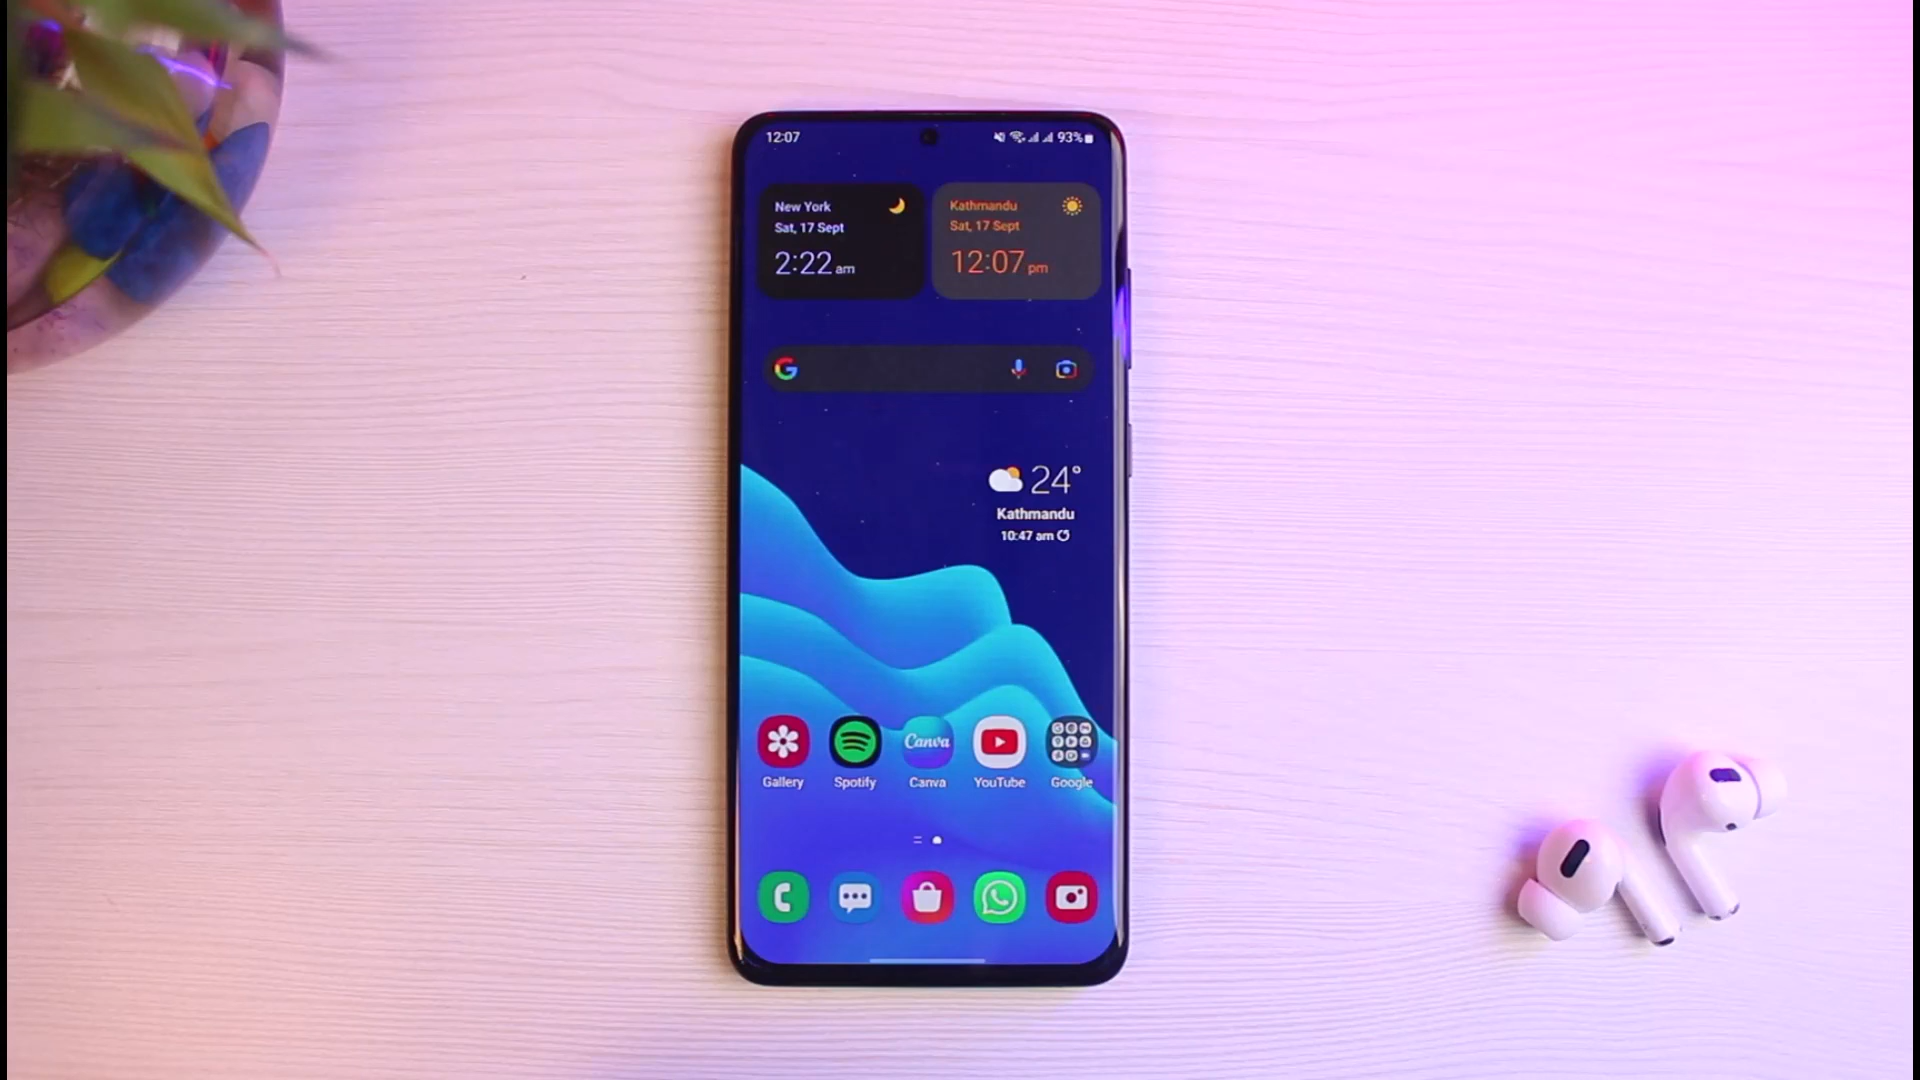 12:07
93%
New York
Sat, 17 Sept
2:22 am
Kathmandu
Sat, 17 Sept
12:07 pm
24°
Kathmandu
10:47 am
Canva
Gallery
Spotify
Canva
YouTube
Google